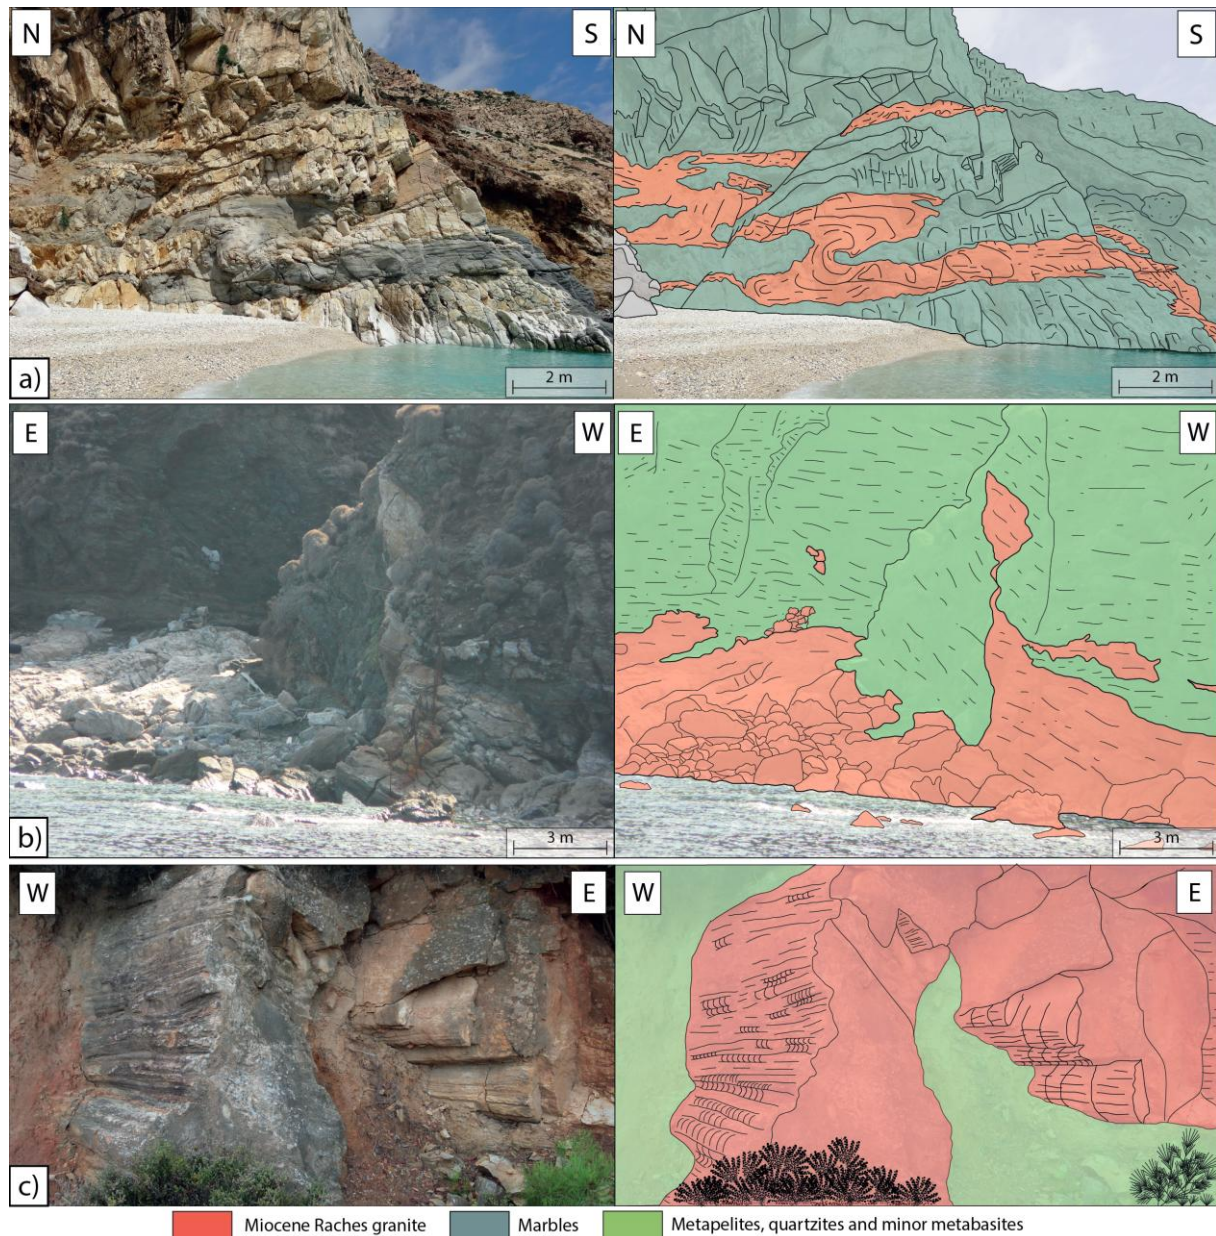 N S N S
a) 2 m 2 m
E W E W
b) 3 m 3 m
W E W E
c)
Miocene Raches granite Marbles Metapelites, quartzites and minor metabasites